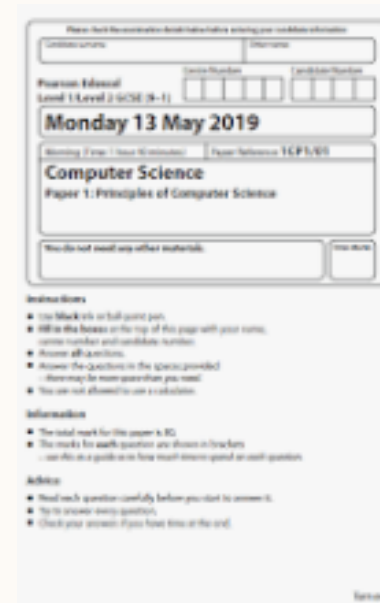 Please check the examination details below before entering your candidate information
Candidate surname
Other names
Centre Number
Candidate Number
Pearson Edexcel
Level 1/Level 2 GCSE (9–1)
Monday 13 May 2019
Morning (Time: 1 hour 40 minutes)
Paper Reference 1CP1/01
Computer Science
Paper 1: Principles of Computer Science
You do not need any other materials.
Total Marks
Instructions
• Use black ink or ball-point pen.
• Fill in the boxes at the top of this page with your name,
centre number and candidate number.
• Answer all questions.
• Answer the questions in the spaces provided
– there may be more space than you need.
• You are not allowed to use a calculator.
Information
• The total mark for this paper is 80.
• The marks for each question are shown in brackets
– use this as a guide as to how much time to spend on each question.
Advice
• Read each question carefully before you start to answer it.
• Try to answer every question.
• Check your answers if you have time at the end.